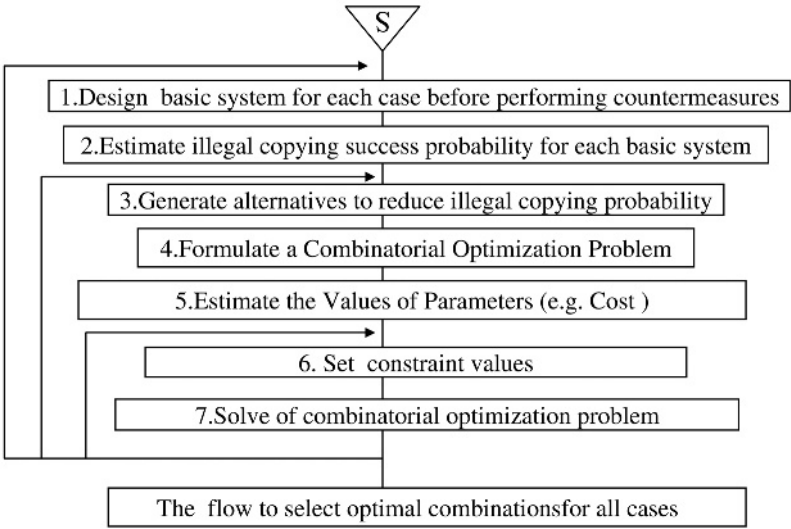 S
1.Design basic system for each case before performing countermeasures
2.Estimate illegal copying success probability for each basic system
3.Generate alternatives to reduce illegal copying probability
4.Formulate a Combinatorial Optimization Problem
5.Estimate the Values of Parameters (e.g. Cost )
6. Set constraint values
7.Solve of combinatorial optimization problem
The flow to select optimal combinationsfor all cases